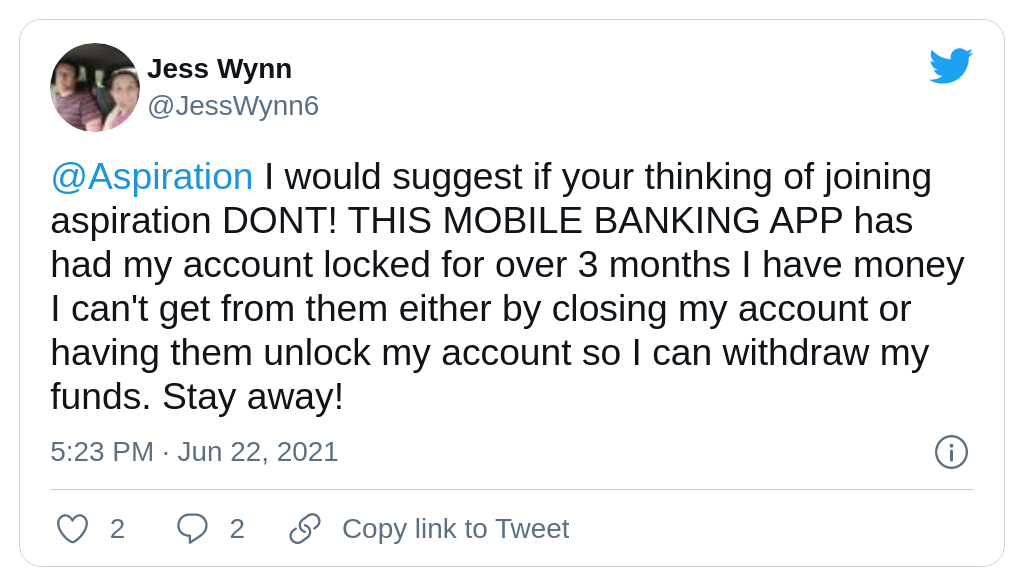 Jess Wynn
@JessWynn6
@Aspiration I would suggest if your thinking of joining
aspiration DONT! THIS MOBILE BANKING APP has
had my account locked for over 3 months I have money
I can't get from them either by closing my account or
having them unlock my account so I can withdraw my
funds. Stay away!
5:23 PM · Jun 22, 2021
2 2 Copy link to Tweet